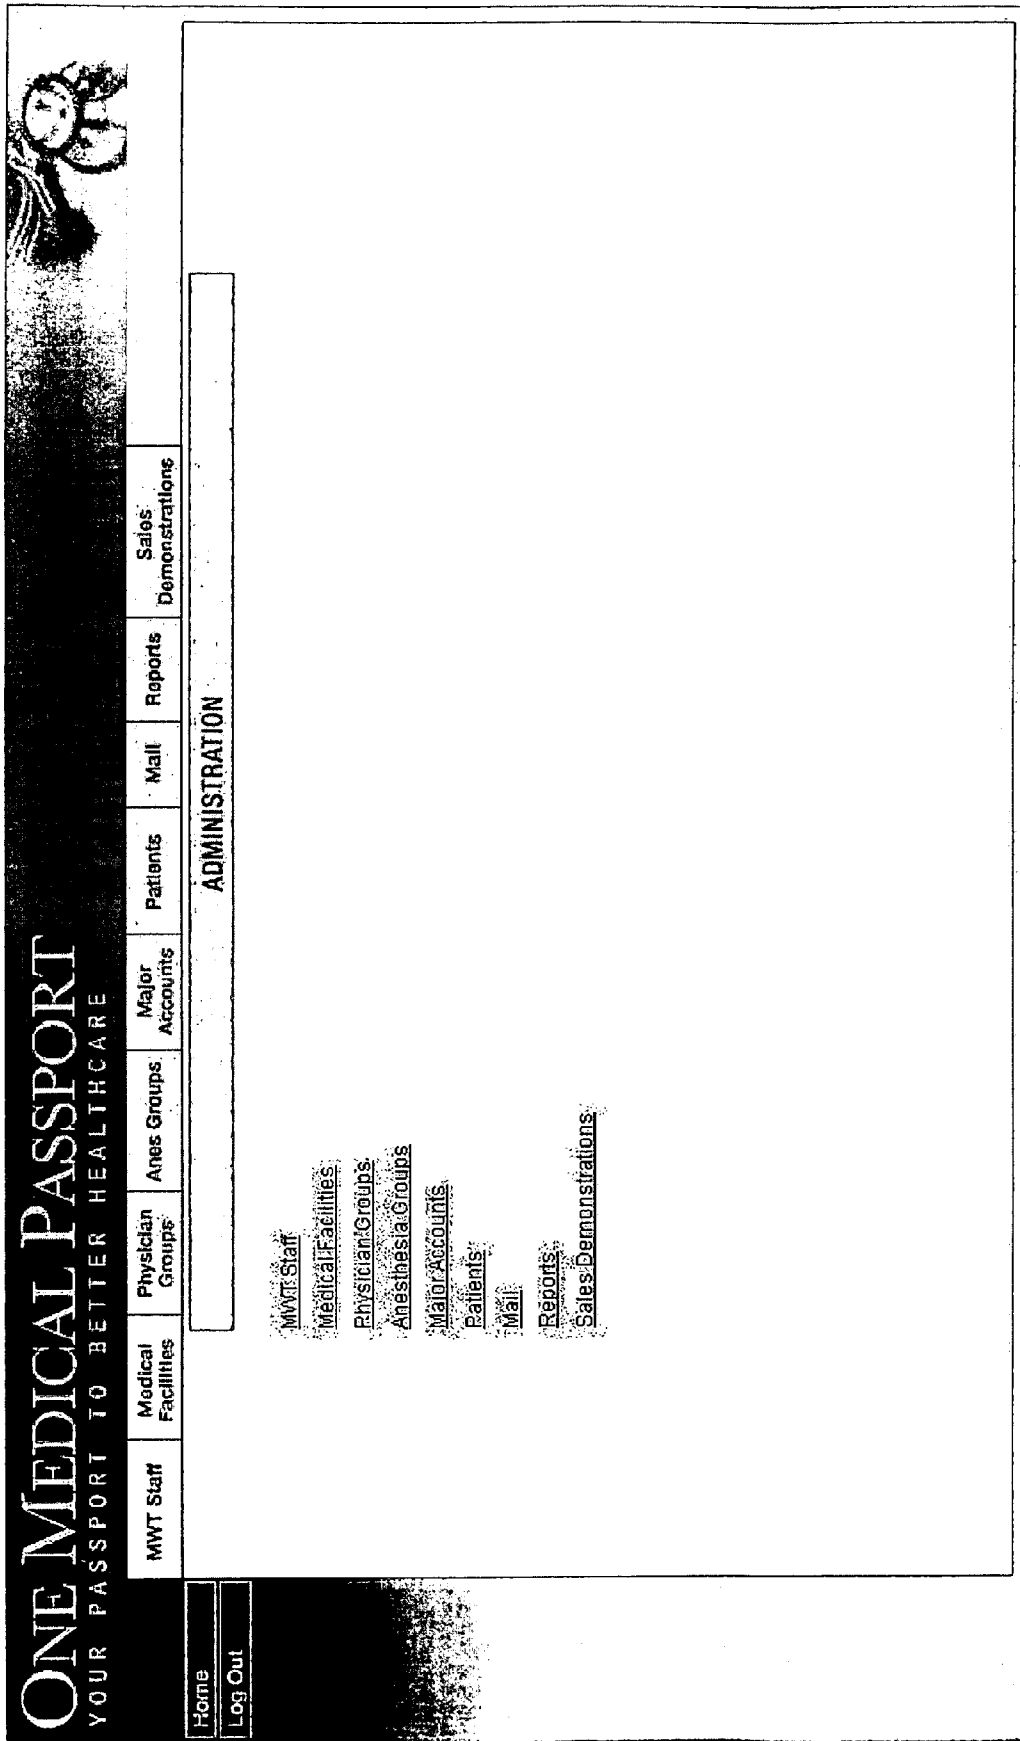 ONE MEDICAL PASSPORT
YOUR PASSPORT TO BETTER HEALTHCARE
Home
Log Out
MWT Staff
Medical
Facilities
Physician
Groups
Anes Groups
Major
Accounts
Patients
Mail
Reports
Sales
Demonstrations
ADMINISTRATION
MWT Staff
Medical Facilities
Physician Groups
Anesthesia Groups
Major Accounts
Patients
Mail
Reports
Sales Demonstrations